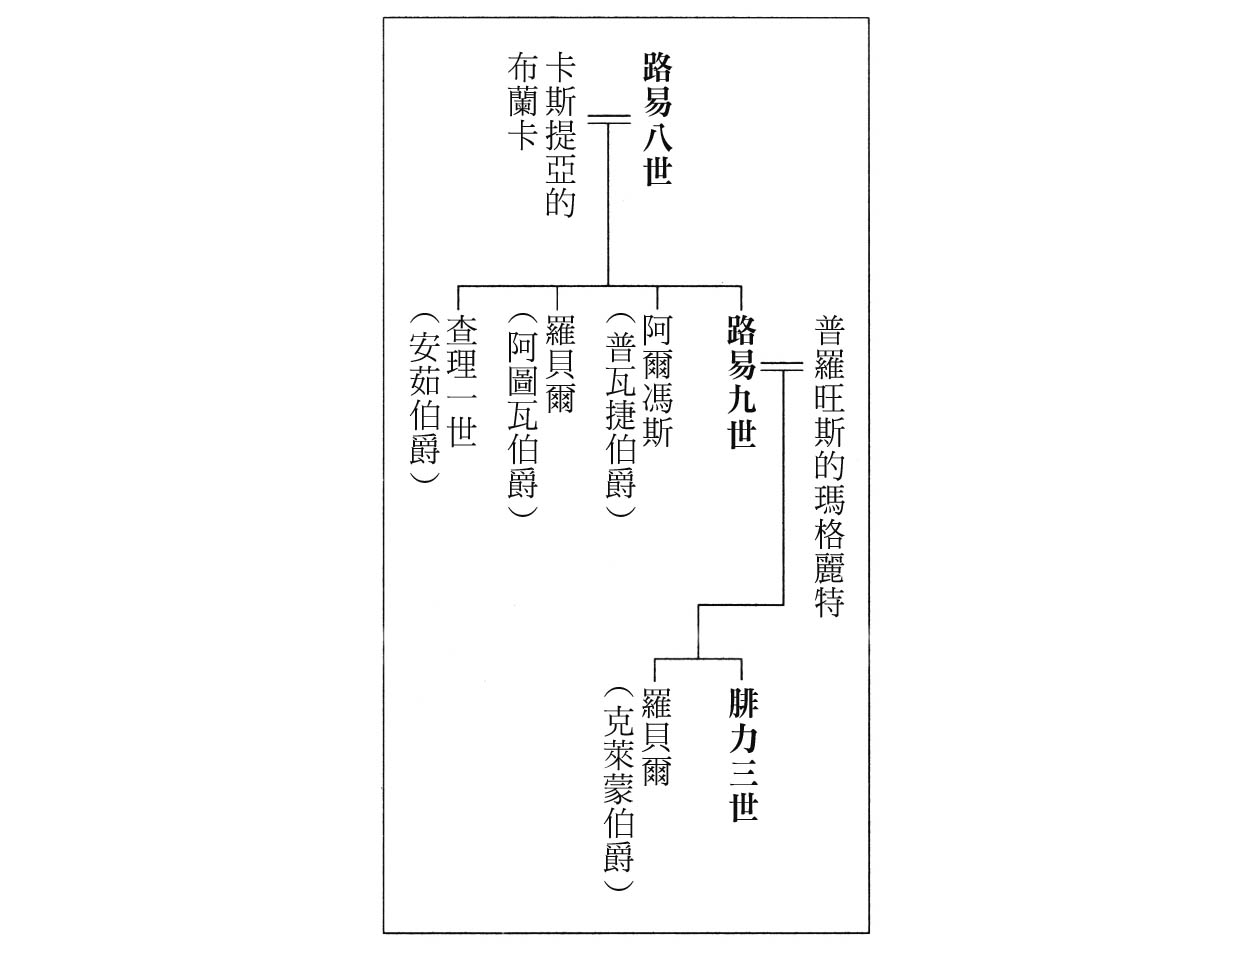 路易八世
卡斯提亞的
布蘭卡
普羅旺斯的瑪格麗特
路易九世
阿爾馮斯
（普瓦捷伯爵）
羅貝爾
（阿圖瓦伯爵）
查理一世
（安茹伯爵）
腓力三世
羅貝爾
（克萊蒙伯爵）